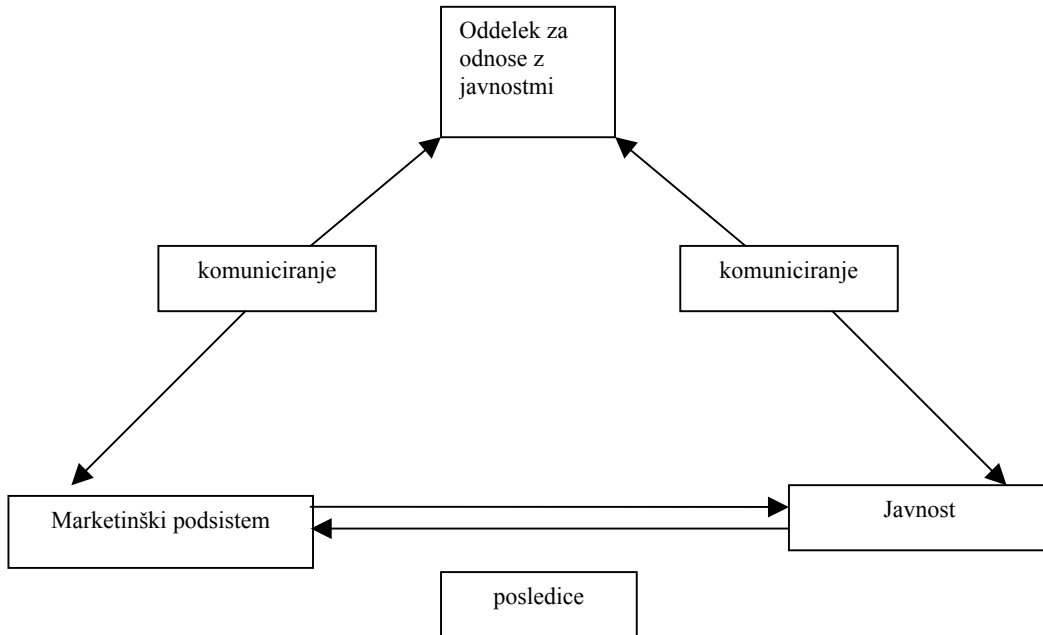 Oddelek za
odnose z
javnostmi
komuniciranje
komuniciranje
Marketinški podsistem
Javnost
posledice